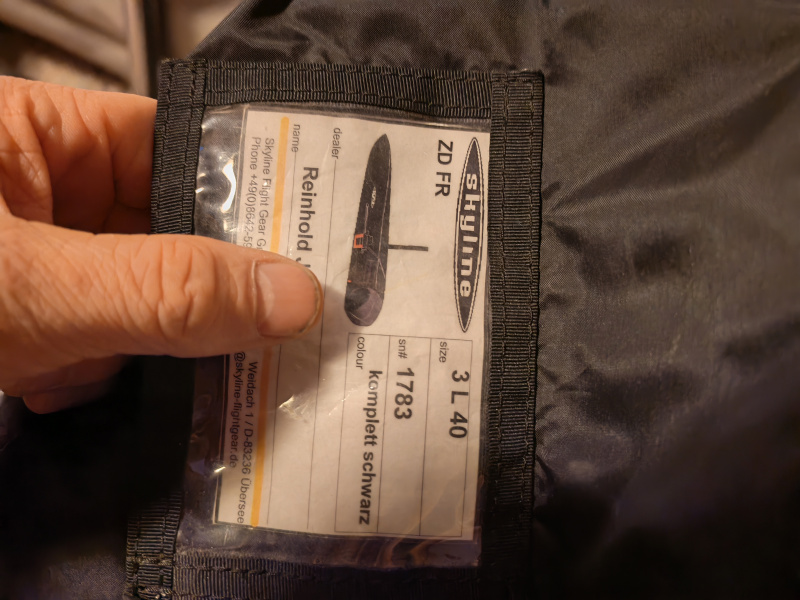 skyline
ZD FR
size 3 L 40
sn# 1783
colour komplett schwarz
dealer
name Reinhold
Skyline Flight Gear
Weidach 1 / D-83236 Übersee
Phone +49(0)8642-
@skyline-flightgear.de